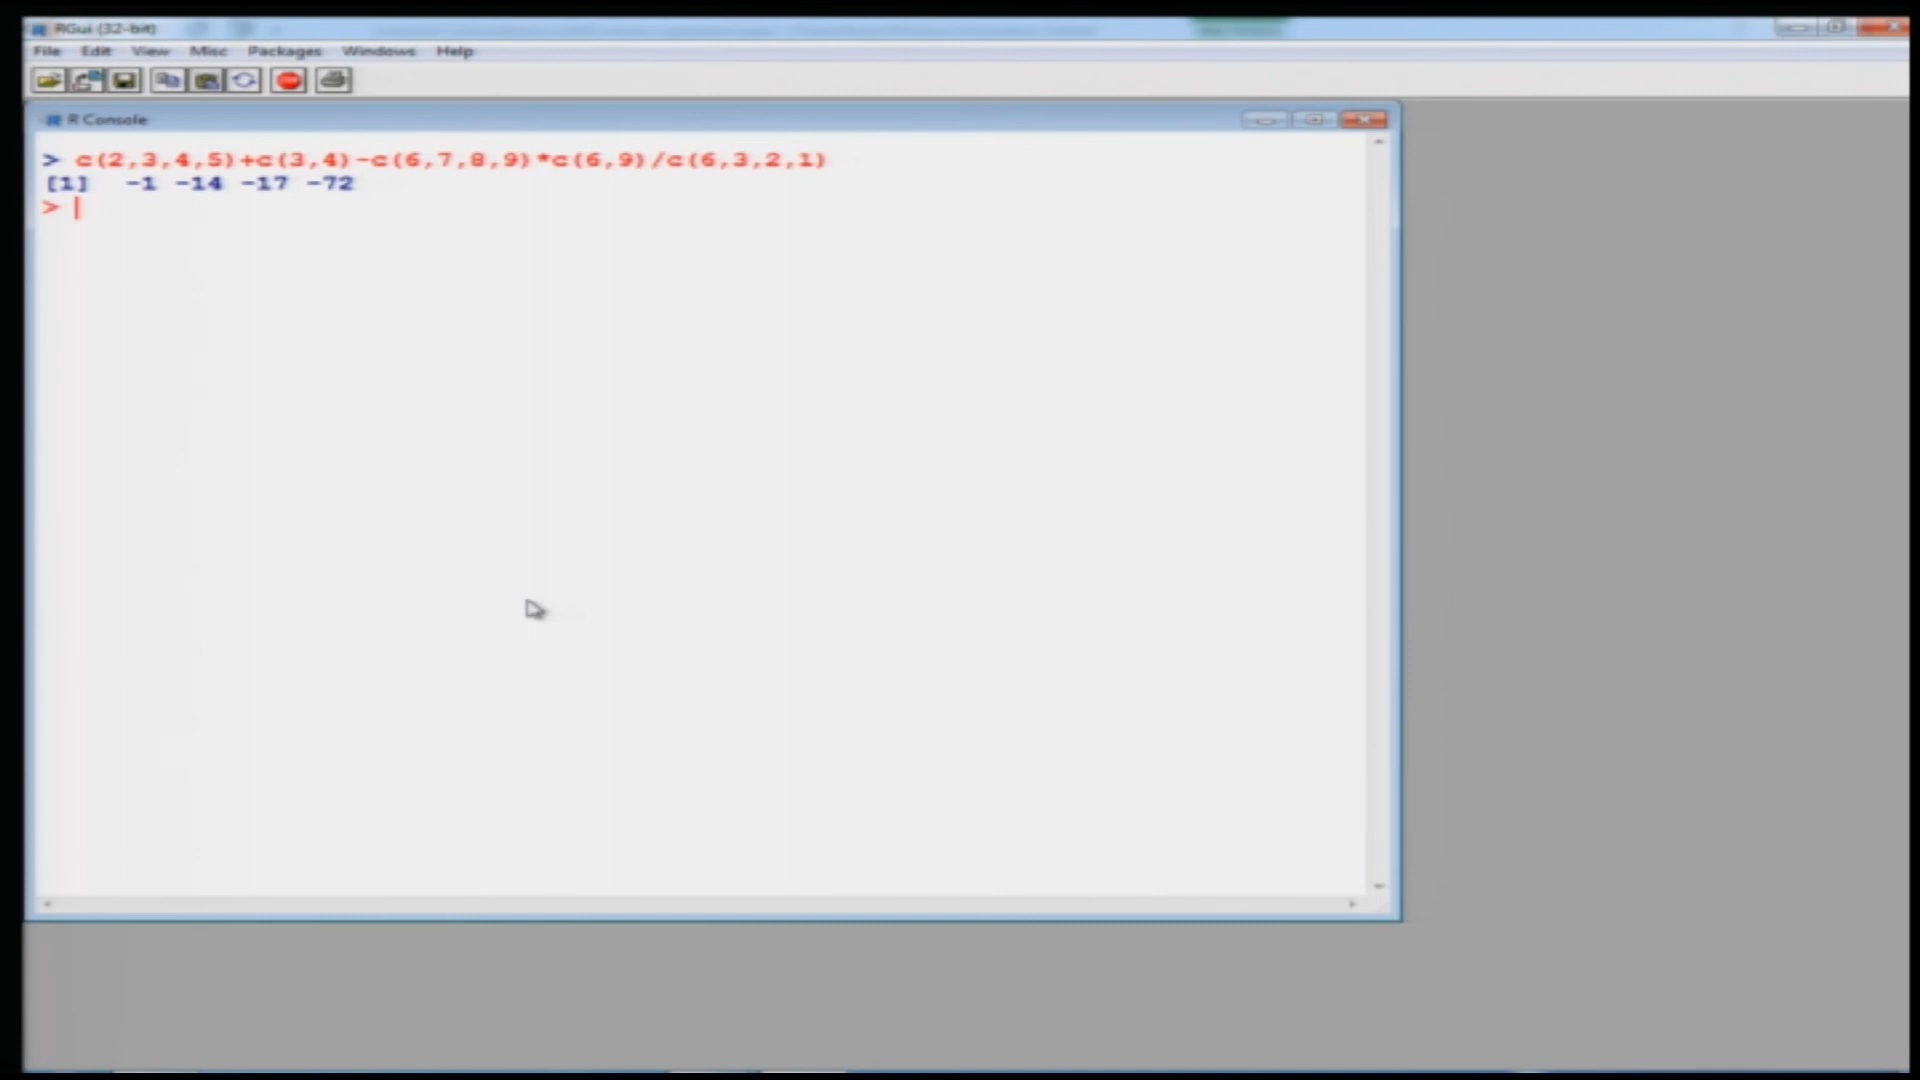 RGui (32-bit)
File Edit View Misc Packages Windows Help
R Console
> c(2,3,4,5)+c(3,4)-c(6,7,8,9)*c(6,9)/c(6,3,2,1)
[1] -1 -14 -17 -72
>